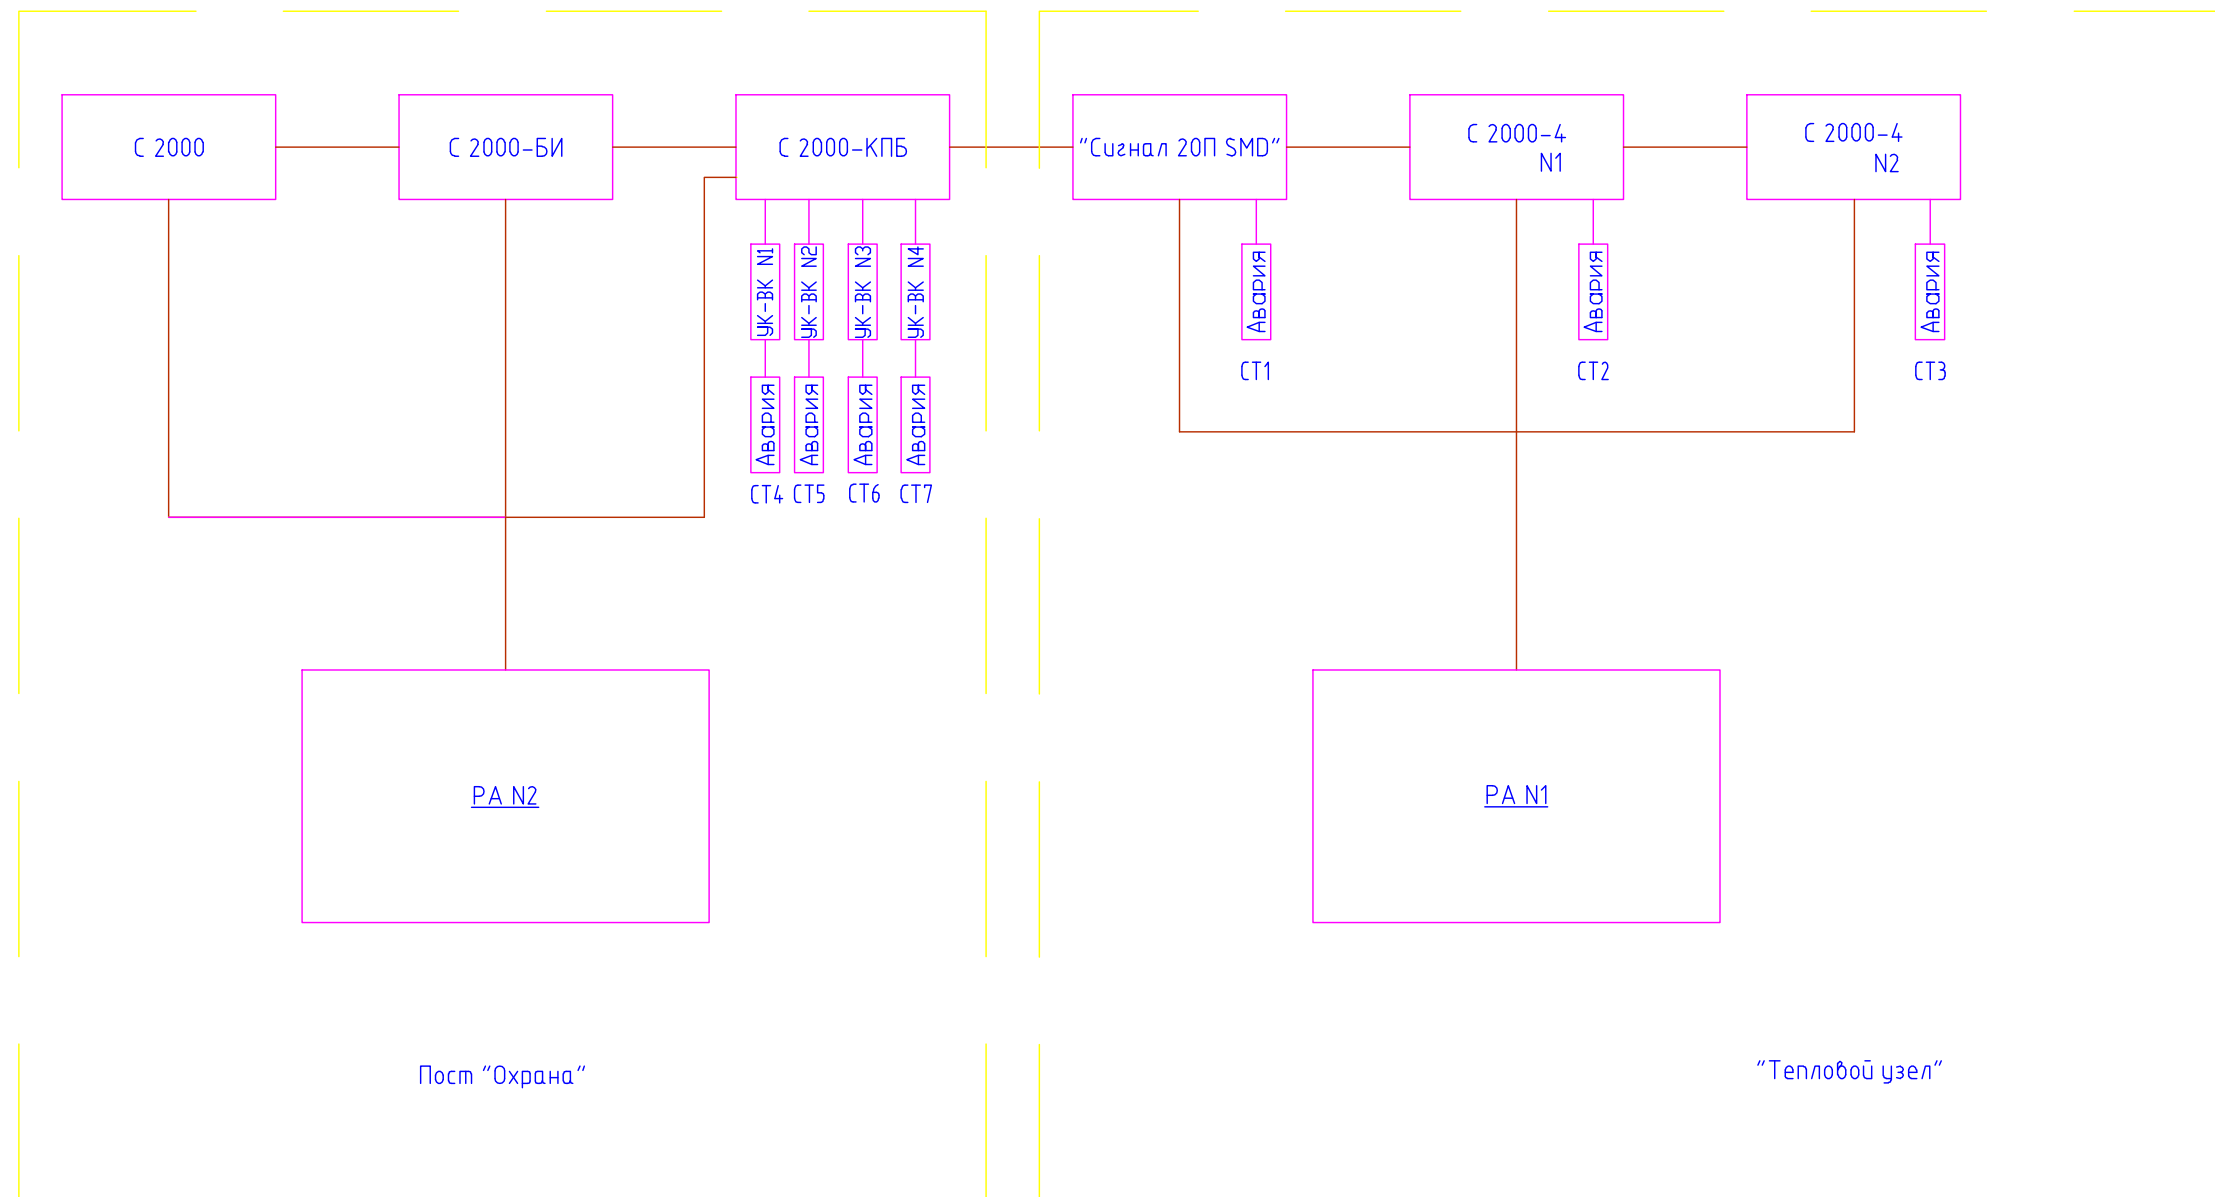 С 2000
С 2000-БИ
С 2000-КПБ
"Сигнал 20П SMD"
С 2000-4
N1
С 2000-4
N2
УК-ВК N1
УК-ВК N2
УК-ВК N3
УК-ВК N4
Авария
Авария
Авария
СТ1
СТ2
СТ3
Авария
Авария
Авария
Авария
СТ4
СТ5
СТ6
СТ7
РА N2
РА N1
Пост "Охрана"
"Тепловой узел"